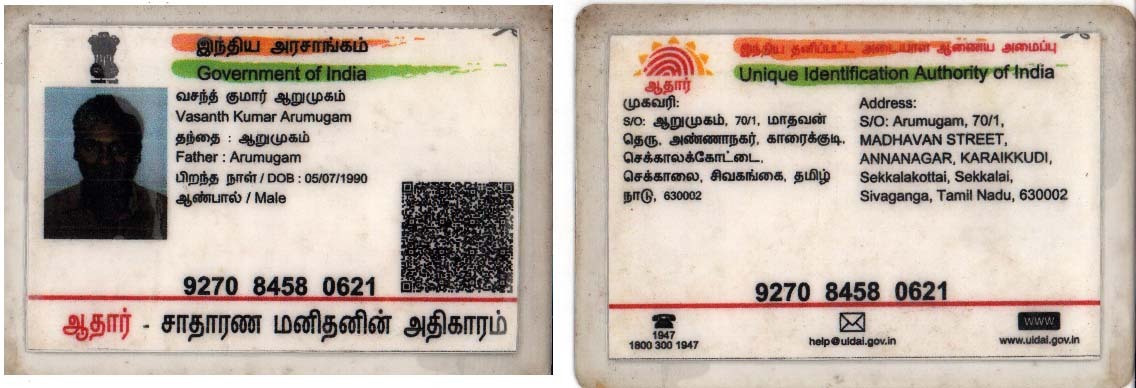 இந்திய அரசாங்கம்
Government of India
வசந்த் குமார் ஆறுமுகம்
Vasanth Kumar Arumugam
தந்தை : ஆறுமுகம்
Father : Arumugam
பிறந்த நாள் / DOB : 05/07/1990
ஆண்பால் / Male
9270 8458 0621
ஆதார் - சாதாரண மனிதனின் அதிகாரம்
இந்திய தனிப்பட்ட அடையாள ஆணைய அமைப்பு
Unique Identification Authority of India
ஆதார்
முகவரி:
S/O: ஆறுமுகம், 70/1, மாதவன்
தெரு, அண்ணாநகர், காரைக்குடி,
செக்காலக்கோட்டை,
செக்காலை, சிவகங்கை, தமிழ்
நாடு, 630002
Address:
S/O: Arumugam, 70/1,
MADHAVAN STREET,
ANNANAGAR, KARAIKKUDI,
Sekkalakottai, Sekkalai,
Sivaganga, Tamil Nadu, 630002
9270 8458 0621
1947
1800 300 1947
help@uidai.gov.in
www
www.uidai.gov.in